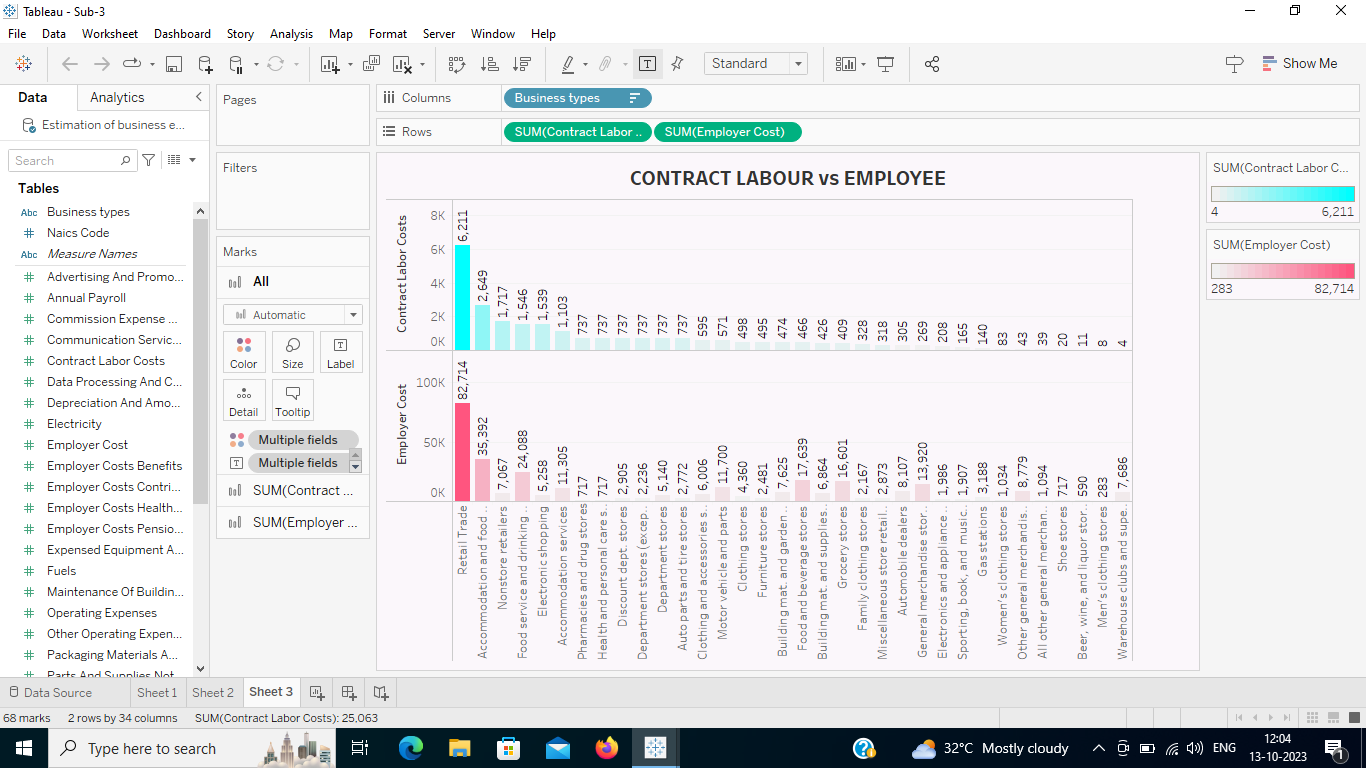 Tableau - Sub-3
File Data Worksheet Dashboard Story Analysis Map Format Server Window Help
Standard
Show Me
Data Analytics
Estimation of business e...
Search
Tables
Abc Business types
Naics Code
Abc Measure Names
Advertising And Promo...
Annual Payroll
Commission Expense ...
Communication Servic...
Contract Labor Costs
Data Processing And C...
Depreciation And Amo...
Electricity
Employer Cost
Employer Costs Benefits
Employer Costs Contri...
Employer Costs Health...
Employer Costs Pensio...
Expensed Equipment A...
Fuels
Maintenance Of Buildin...
Operating Expenses
Other Operating Expen...
Packaging Materials A...
Parts And Supplies Not
Pages
Filters
Marks
All
Automatic
Color Size Label
Detail Tooltip
Multiple fields
Multiple fields
SUM(Contract ...
SUM(Employer ...
Columns Business types
Rows SUM(Contract Labor .. SUM(Employer Cost)
CONTRACT LABOUR vs EMPLOYEE
Contract Labor Costs
8K
6K
4K
2K
0K
6,211 2,649 1,717 1,546 1,539 1,103 737 737 737 737 737 737 595 571 498 495 474 466 426 409 328 318 305 269 208 165 140 83 43 39 20 11 8 4
Employer Cost
100K
50K
0K
82,714 35,392 7,067 24,088 5,258 11,305 717 717 2,905 2,236 5,140 2,772 6,006 11,700 4,360 2,481 7,625 17,639 6,864 16,601 2,167 2,873 8,107 13,920 1,986 1,907 3,188 1,034 8,779 1,094 717 590 283 7,686
Retail Trade
Accommodation and food ..
Nonstore retailers
Food service and drinking ..
Electronic shopping
Accommodation services
Pharmacies and drug stores
Health and personal care s..
Discount dept. stores
Department stores (excep..
Department stores
Auto parts and tire stores
Clothing and accessories s..
Motor vehicle and parts
Clothing stores
Furniture stores
Building mat. and garden ..
Food and beverage stores
Building mat. and supplies..
Grocery stores
Family clothing stores
Miscellaneous store retail..
Automobile dealers
General merchandise stor..
Electronics and appliance ..
Sporting, book, and music..
Gas stations
Women's clothing stores
Other general merchandis..
All other general merchan..
Shoe stores
Beer, wine, and liquor stor..
Men's clothing stores
Warehouse clubs and supe..
SUM(Contract Labor C...
4 6,211
SUM(Employer Cost)
283 82,714
Data Source Sheet 1 Sheet 2 Sheet 3
68 marks 2 rows by 34 columns SUM(Contract Labor Costs): 25,063
Type here to search
32°C Mostly cloudy
ENG
12:04
13-10-2023
1